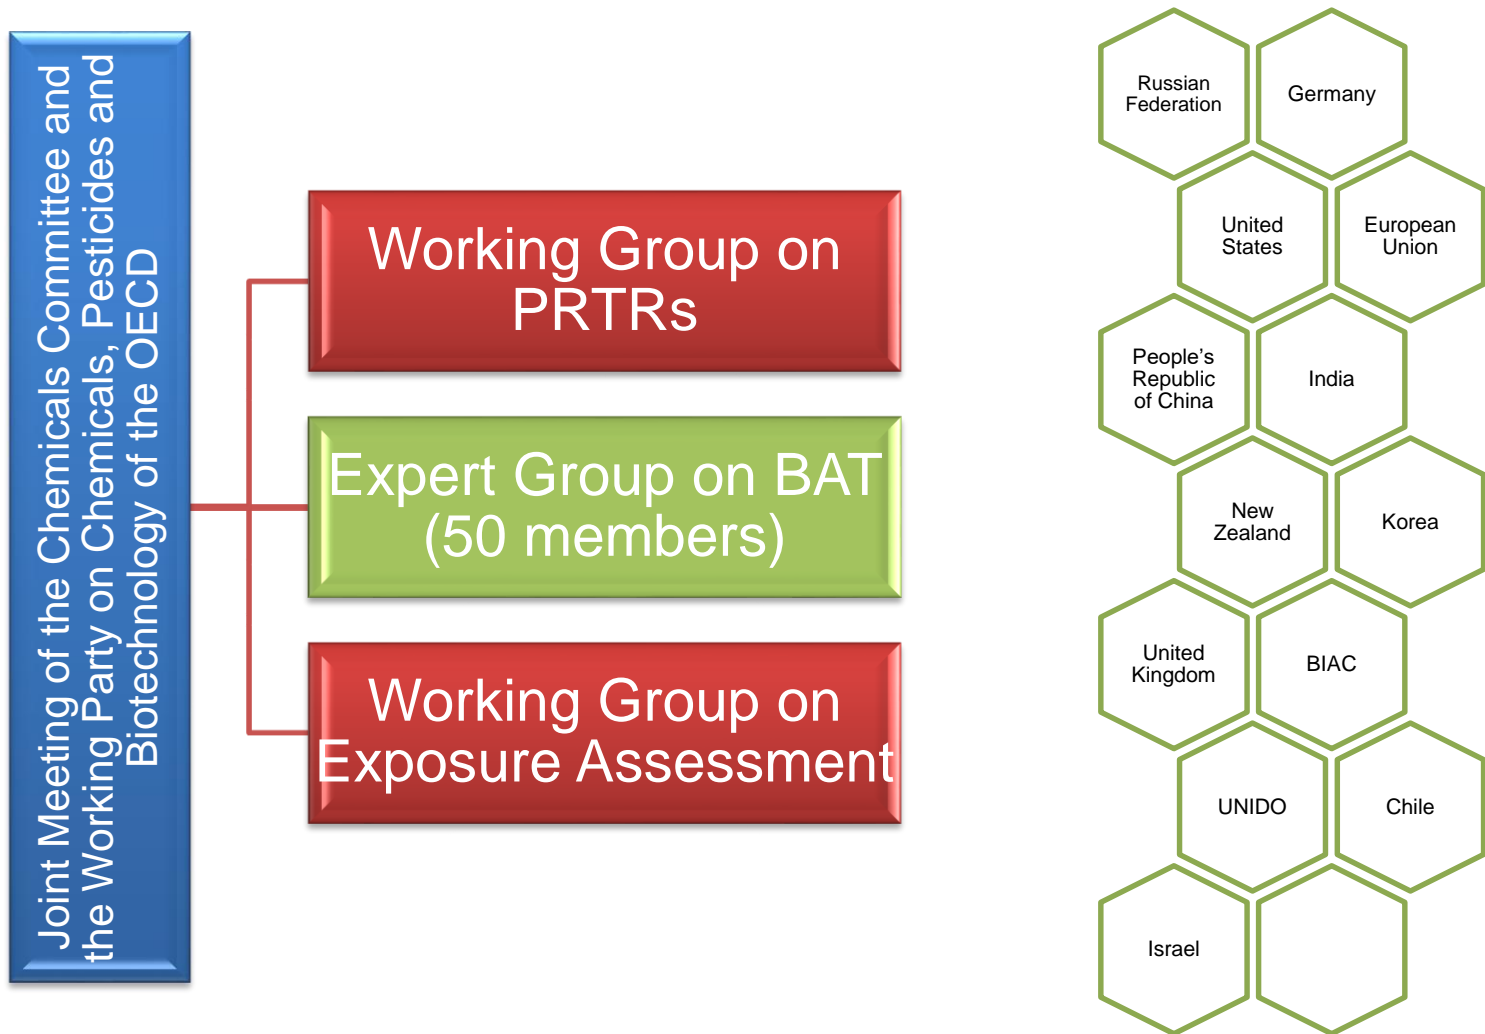 Joint Meeting of the Chemicals Committee and
the Working Party on Chemicals, Pesticides and
Biotechnology of the OECD
Working Group on
PRTRs
Expert Group on BAT
(50 members)
Working Group on
Exposure Assessment
Russian
Federation
Germany
United
States
European
Union
People’s
Republic
of China
India
New
Zealand
Korea
United
Kingdom
BIAC
UNIDO
Chile
Israel